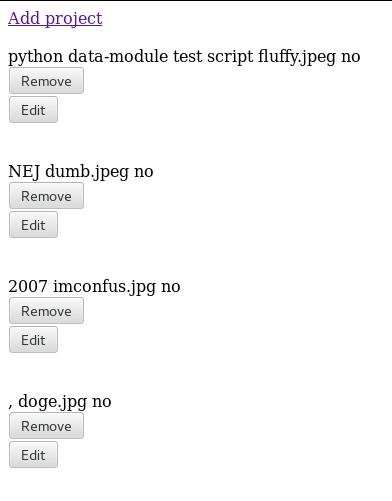 Add project
python data-module test script fluffy.jpeg no
Remove
Edit
NEJ dumb.jpeg no
Remove
Edit
2007 imconfus.jpg no
Remove
Edit
, doge.jpg no
Remove
Edit